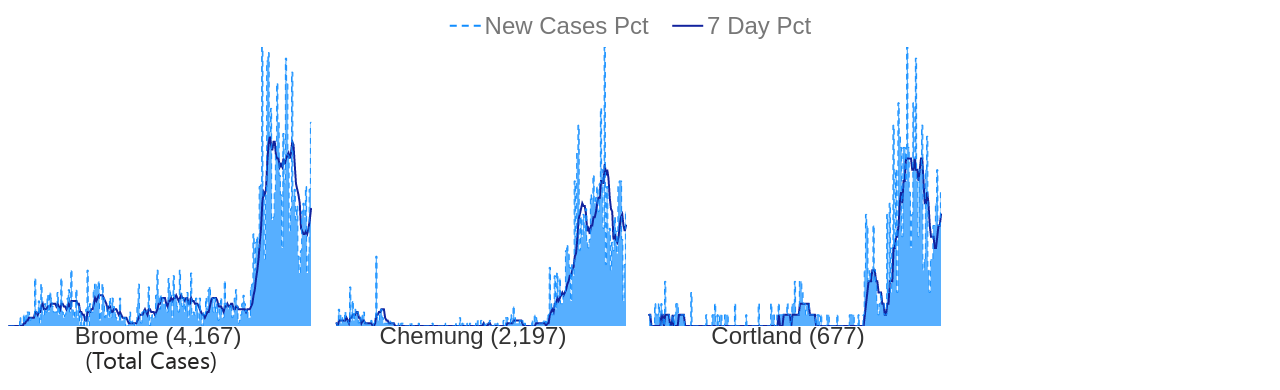 New Cases Pct 7 Day Pct
Broome (4,167) Chemung (2,197) Cortland (677)
(Total Cases)